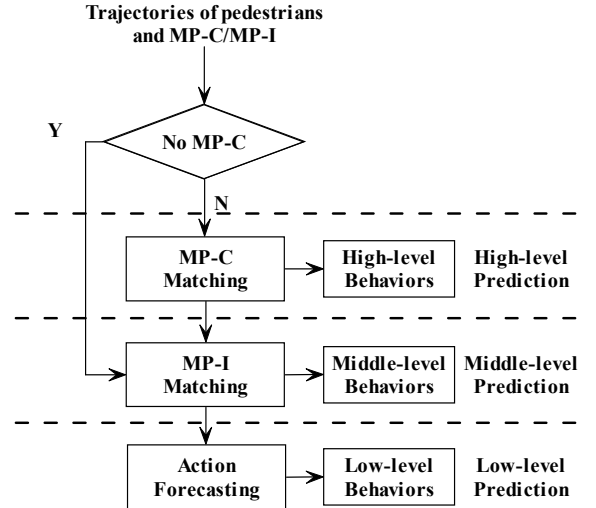 Trajectories of pedestrians
and MP-C/MP-I
Y
No MP-C
N
MP-C
Matching
High-level
Behaviors
High-level
Prediction
MP-I
Matching
Middle-level
Behaviors
Middle-level
Prediction
Action
Forecasting
Low-level
Behaviors
Low-level
Prediction